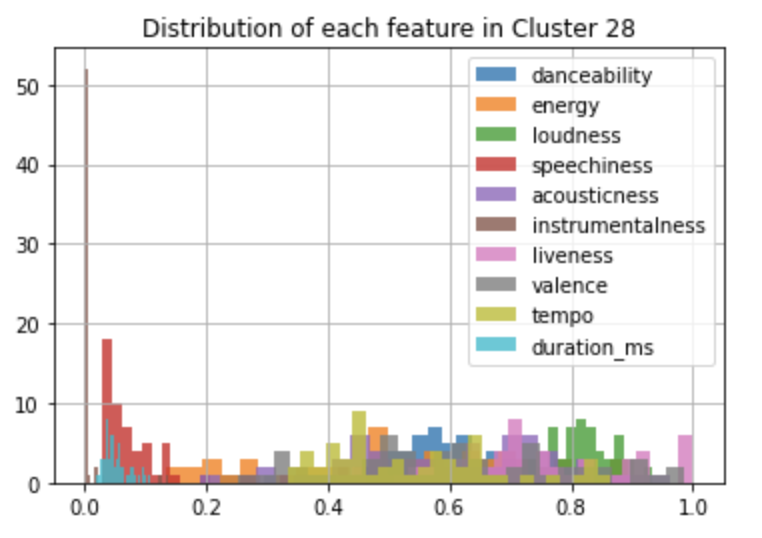 Distribution of each feature in Cluster 28
50
40
30
20
10
0
danceability
energy
loudness
speechiness
acousticness
instrumentalness
liveness
valence
tempo
duration_ms
0.0 0.2 0.4 0.6 0.8 1.0